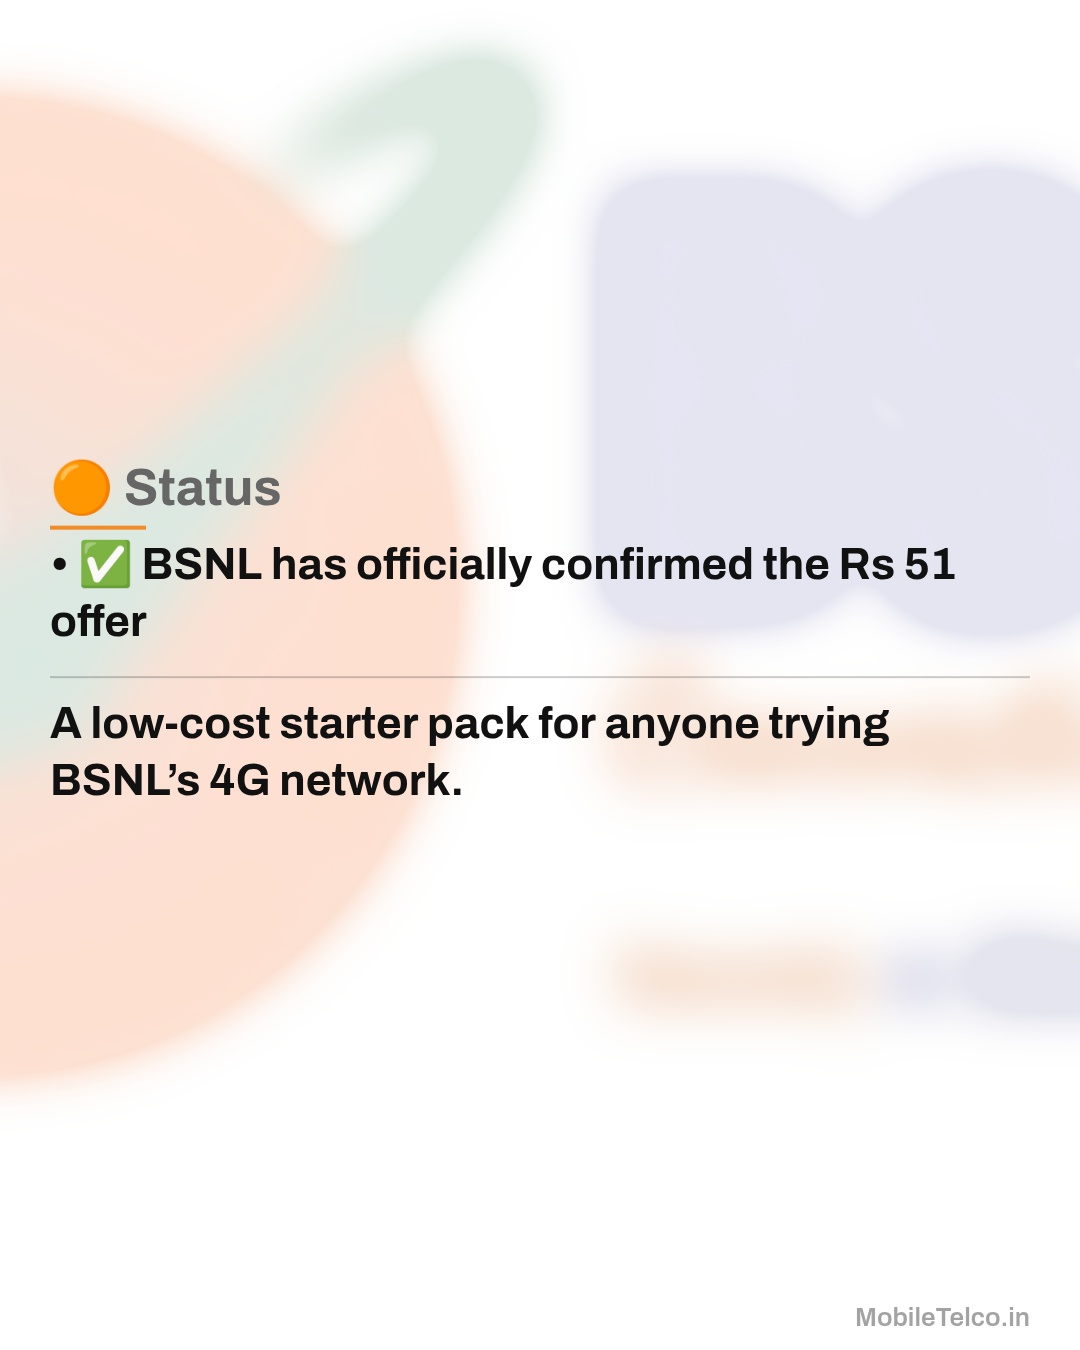 🟠 Status
• ✅ BSNL has officially confirmed the Rs 51
offer
A low-cost starter pack for anyone trying
BSNL’s 4G network.
MobileTelco.in